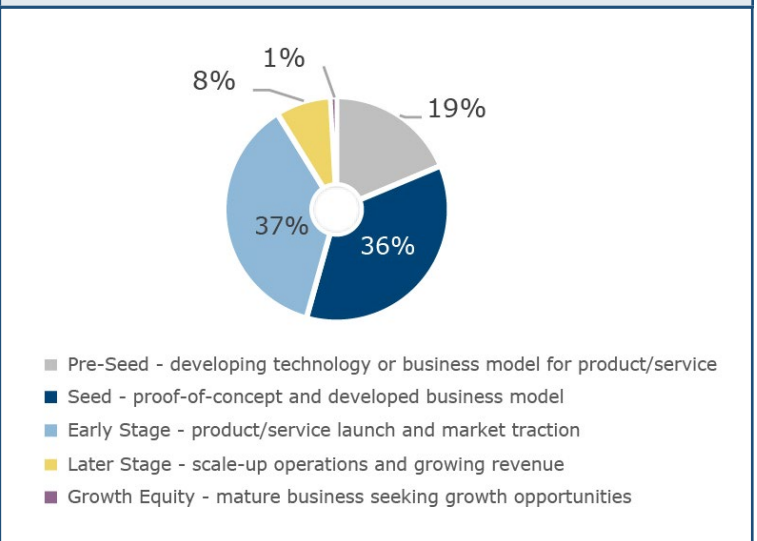 1%
8%
19%
37%
36%
Pre-Seed - developing technology or business model for product/service
Seed - proof-of-concept and developed business model
Early Stage - product/service launch and market traction
Later Stage - scale-up operations and growing revenue
Growth Equity - mature business seeking growth opportunities